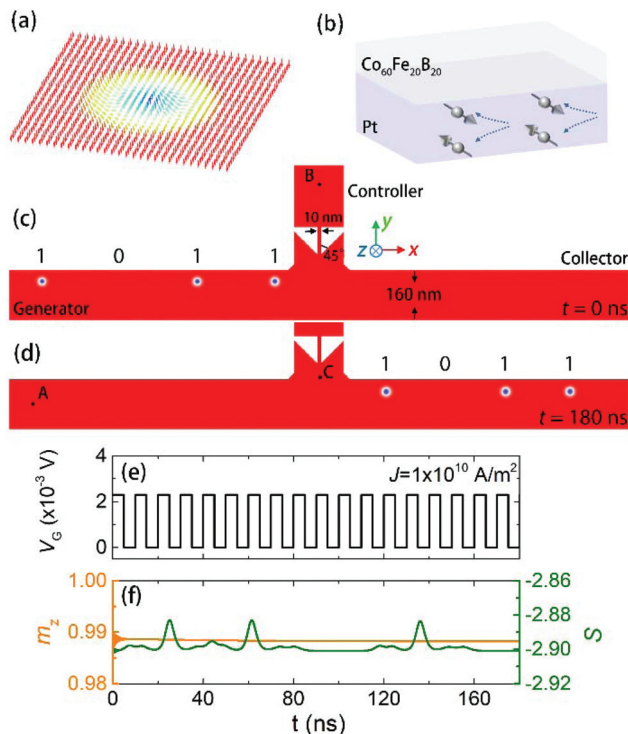 (a)
(b)
Co60Fe20B20
Pt
B
Controller
(c)
10 nm
y
1 0 1 1
45°
z x
Collector
Generator
160 nm
t = 0 ns
(d)
1 0 1 1
A
C
t = 180 ns
(e)
J=1x10^10 A/m^2
V_G (x10^-3 V)
4
2
0
(f)
m_z
1.00
0.99
0.98
S
-2.86
-2.88
-2.90
-2.92
0 40 80 120 160
t (ns)